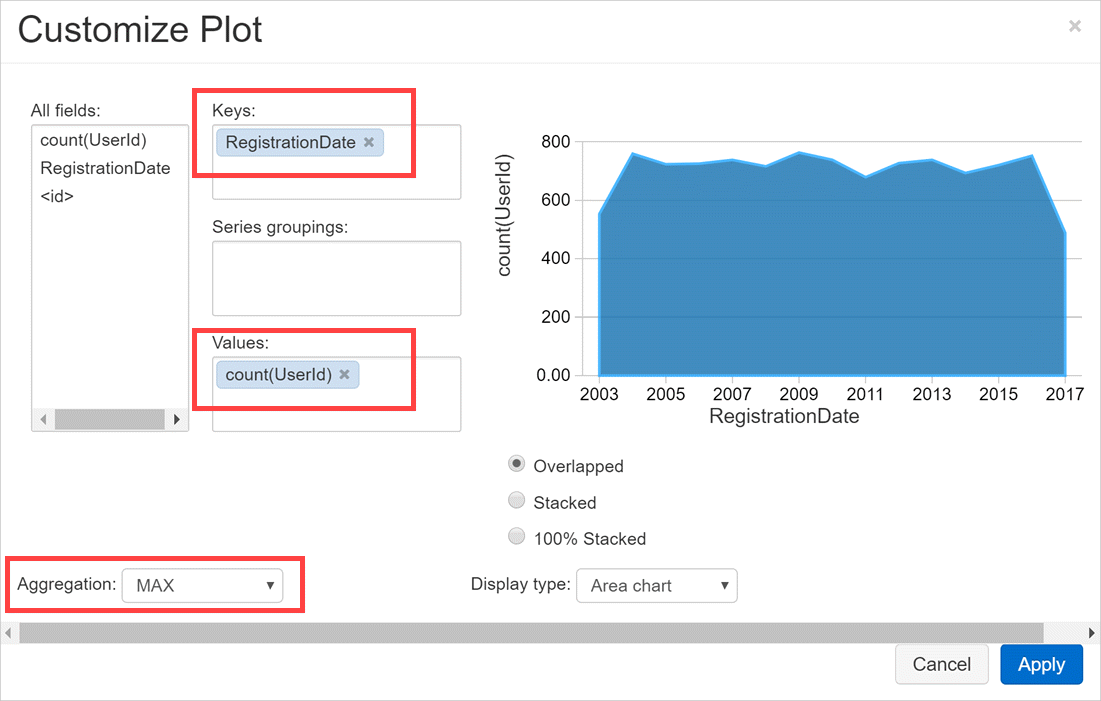 Customize Plot
×
All fields:
count(UserId)
RegistrationDate
<id>
Keys:
RegistrationDate ×
Series groupings:
Values:
count(UserId) ×
count(UserId)
800
600
400
200
0.00
2003 2005 2007 2009 2011 2013 2015 2017
RegistrationDate
Overlapped
Stacked
100% Stacked
Aggregation: MAX
Display type: Area chart
Cancel Apply